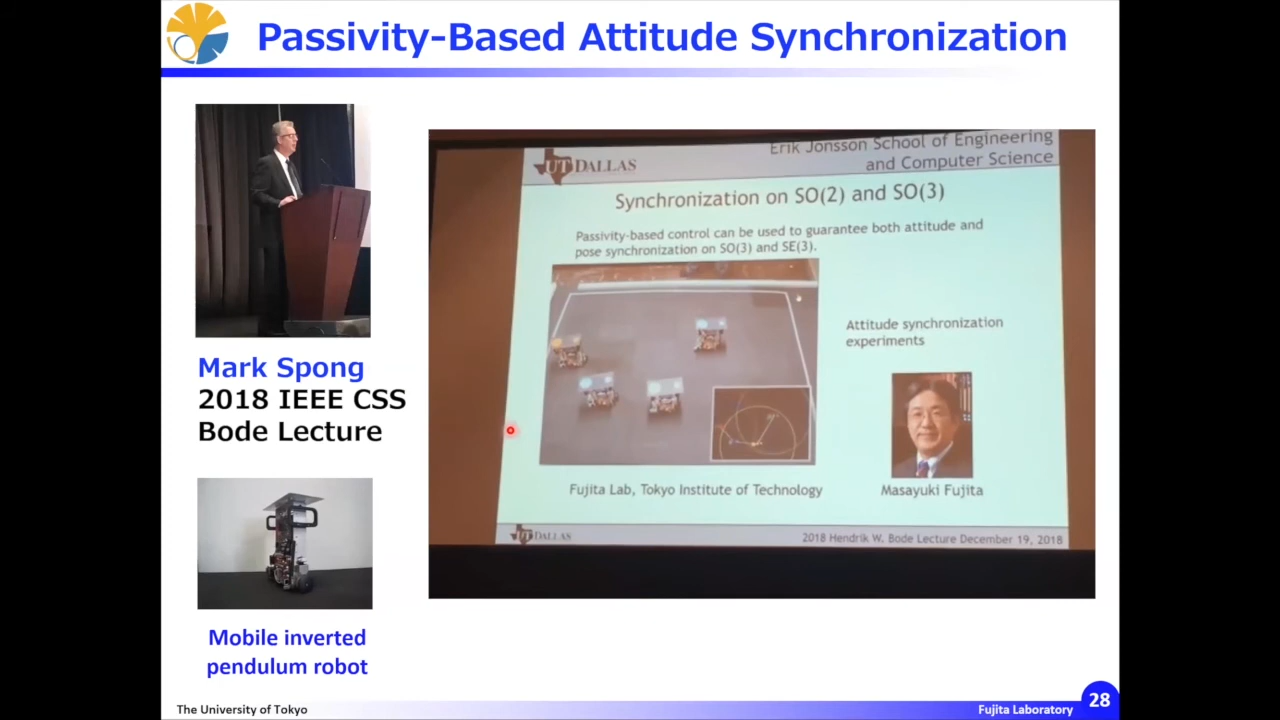 Passivity-Based Attitude Synchronization
Mark Spong
2018 IEEE CSS
Bode Lecture
Mobile inverted
pendulum robot
UT DALLAS
Erik Jonsson School of Engineering
and Computer Science
Synchronization on SO(2) and SO(3)
Passivity-based control can be used to guarantee both attitude and
pose synchronization on SO(3) and SE(3).
Attitude synchronization
experiments
Fujita Lab, Tokyo Institute of Technology
Masayuki Fujita
UT DALLAS
2018 Hendrik W. Bode Lecture December 19, 2018
The University of Tokyo
Fujita Laboratory
28